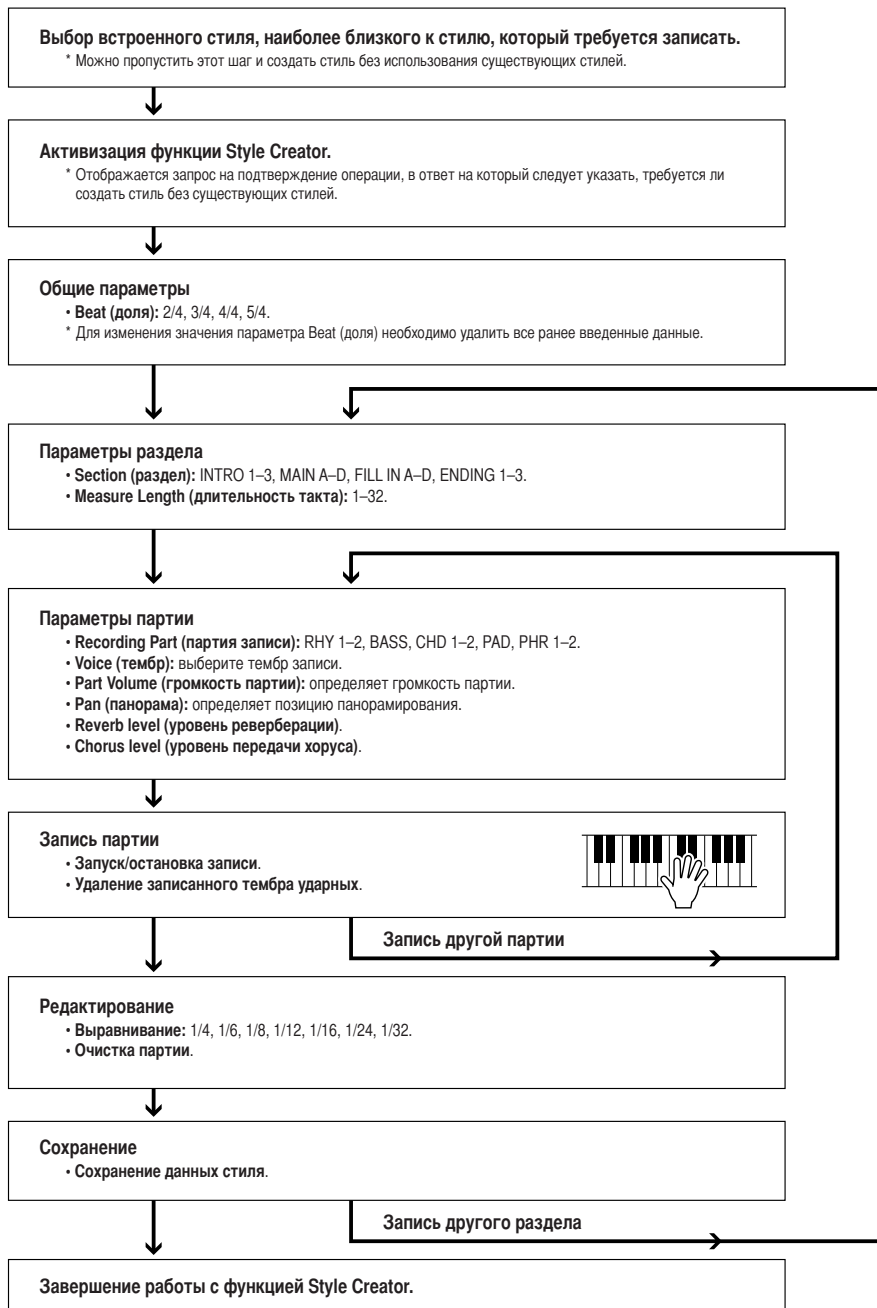 Выбор встроенного стиля, наиболее близкого к стилю, который требуется записать.
* Можно пропустить этот шаг и создать стиль без использования существующих стилей.
Активизация функции Style Creator.
* Отображается запрос на подтверждение операции, в ответ на который следует указать, требуется ли
создать стиль без существующих стилей.
Общие параметры
• Beat (доля): 2/4, 3/4, 4/4, 5/4.
* Для изменения значения параметра Beat (доля) необходимо удалить все ранее введенные данные.
Параметры раздела
• Section (раздел): INTRO 1–3, MAIN A–D, FILL IN A–D, ENDING 1–3.
• Measure Length (длительность такта): 1–32.
Параметры партии
• Recording Part (партия записи): RHY 1–2, BASS, CHD 1–2, PAD, PHR 1–2.
• Voice (тембр): выберите тембр записи.
• Part Volume (громкость партии): определяет громкость партии.
• Pan (панорама): определяет позицию панорамирования.
• Reverb level (уровень реверберации).
• Chorus level (уровень передачи хоруса).
Запись партии
• Запуск/остановка записи.
• Удаление записанного тембра ударных.
Запись другой партии
Редактирование
• Выравнивание: 1/4, 1/6, 1/8, 1/12, 1/16, 1/24, 1/32.
• Очистка партии.
Сохранение
• Сохранение данных стиля.
Запись другого раздела
Завершение работы с функцией Style Creator.